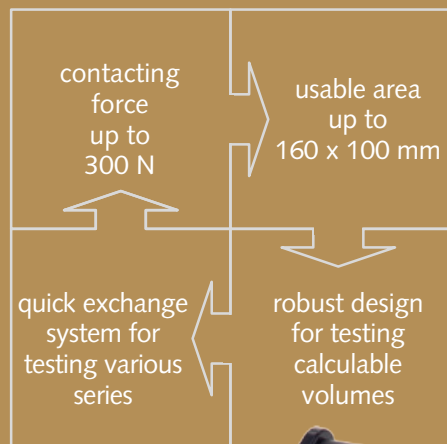 contacting
force
up to
300 N
usable area
up to
160 x 100 mm
quick exchange
system for
testing various
series
robust design
for testing
calculable
volumes